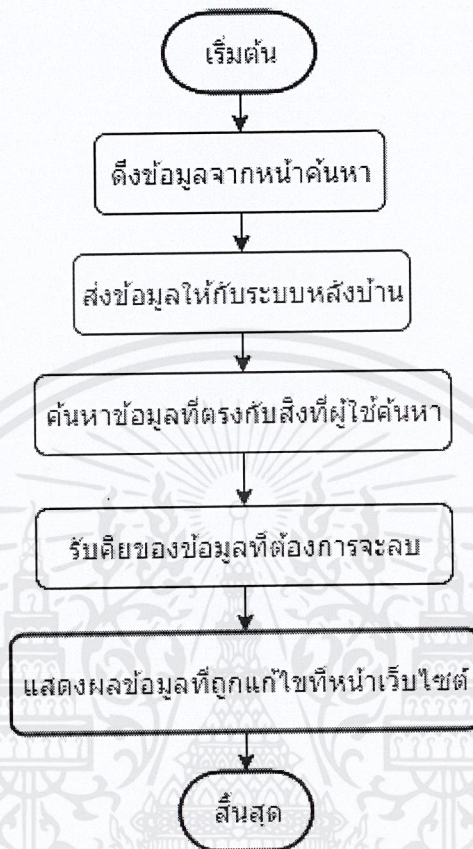 เริ่มต้น
ดึงข้อมูลจากหน้าค้นหา
ส่งข้อมูลให้กับระบบหลังบ้าน
ค้นหาข้อมูลที่ตรงกับสิ่งที่ผู้ใช้ค้นหา
รับคีย์ของข้อมูลที่ต้องการจะลบ
แสดงผลข้อมูลที่ถูกแก้ไขที่หน้าเว็บไซต์
สิ้นสุด